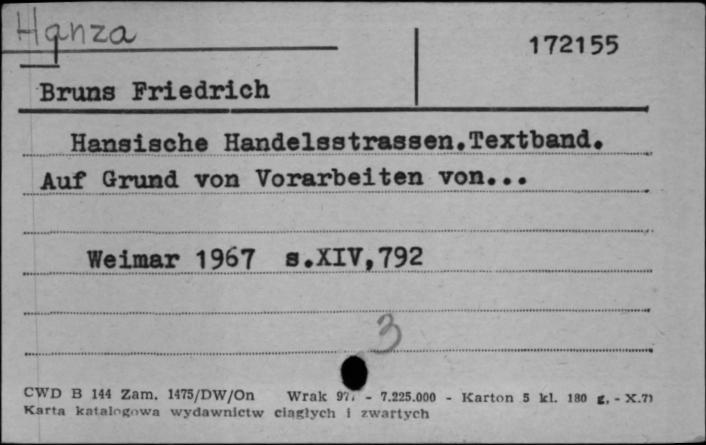 Hanza
172155
Bruns Friedrich
Hansische Handelsstrassen.Textband.
Auf Grund von Vorarbeiten von...
Weimar 1967 s.XIV,792
3
CWD B 144 Zam. 1475/DW/On Wrak - 7.225.000 - Karton 5 kl. 180 g. - X.71
Karta katalogowa wydawnictw ciągłych i zwartych